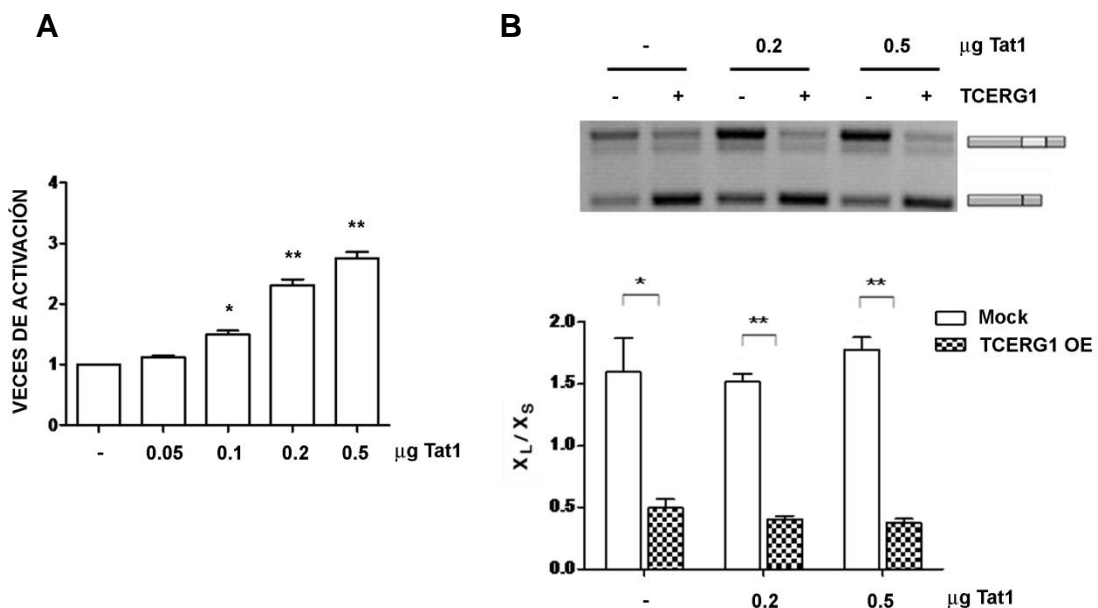 A
VECES DE ACTIVACIÓN
4
3
2
1
0
*
**
**
- 0.05 0.1 0.2 0.5 μg Tat1
B
- 0.2 0.5 μg Tat1
- + - + - + TCERG1
X_L / X_S
2.0
1.5
1.0
0.5
0.0
*
**
**
Mock
TCERG1 OE
- 0.2 0.5 μg Tat1